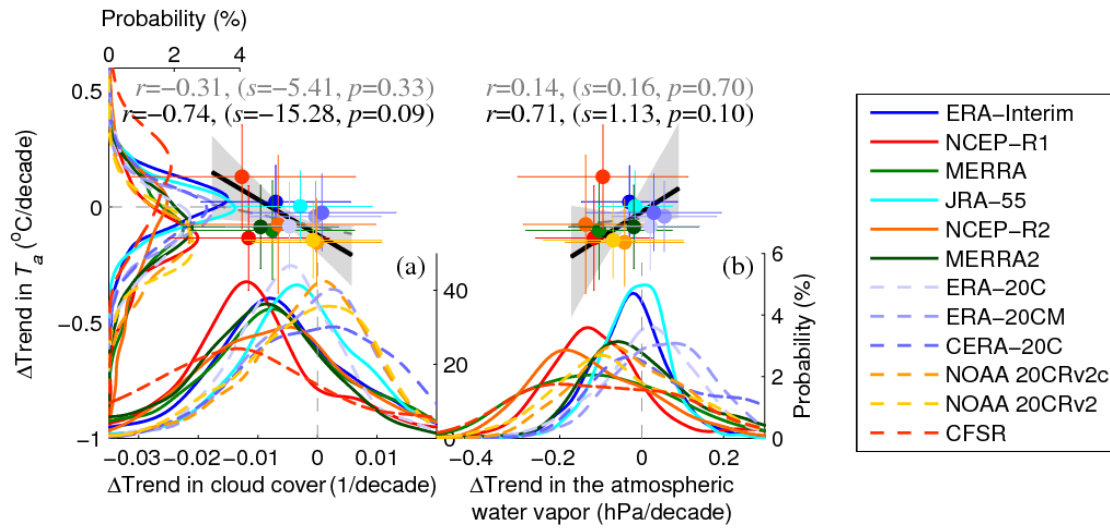 Probability (%)
0 2 4
r=−0.31, (s=−5.41, p=0.33)
r=−0.74, (s=−15.28, p=0.09)
r=0.14, (s=0.16, p=0.70)
r=0.71, (s=1.13, p=0.10)
0.5
0
−0.5
−1
ΔTrend in Ta (°C/decade)
(a)
(b)
40
20
0
6
4
2
0
Probability (%)
−0.03 −0.02 −0.01 0 0.01
ΔTrend in cloud cover (1/decade)
−0.4 −0.2 0 0.2
ΔTrend in the atmospheric
water vapor (hPa/decade)
ERA−Interim
NCEP−R1
MERRA
JRA−55
NCEP−R2
MERRA2
ERA−20C
ERA−20CM
CERA−20C
NOAA 20CRv2c
NOAA 20CRv2
CFSR